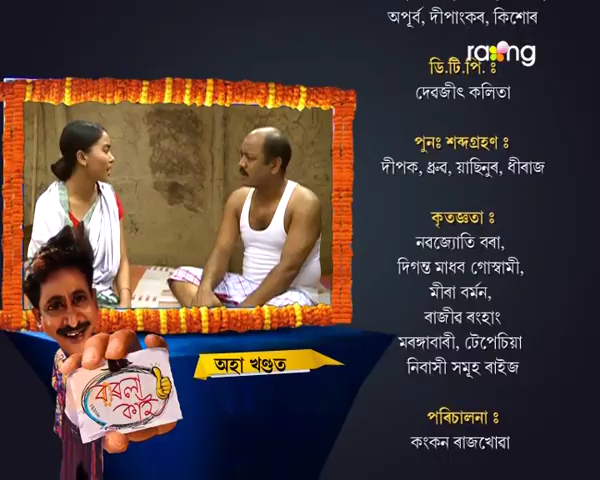 অপূৰ্ব, দীপাংকৰ, কিশোৰ
rang
ডি.টি.পি. ঃ
দেৱজীৎ কলিতা
পুনঃ শব্দগ্ৰহণ ঃ
দীপক, ধ্ৰুব, য়াছিনুৰ, ধীৰাজ
কৃতজ্ঞতা ঃ
নৱজ্যোতি বৰা,
দিগন্ত মাধব গোস্বামী,
মীৰা বৰ্মন,
ৰাজীব ৰংহাং
মৰঙ্গাবাৰী, টেপেচিয়া
নিবাসী সমূহ ৰাইজ
পৰিচালনা ঃ
কংকন ৰাজখোৱা
অহা খণ্ডত
বৰলা
কাই